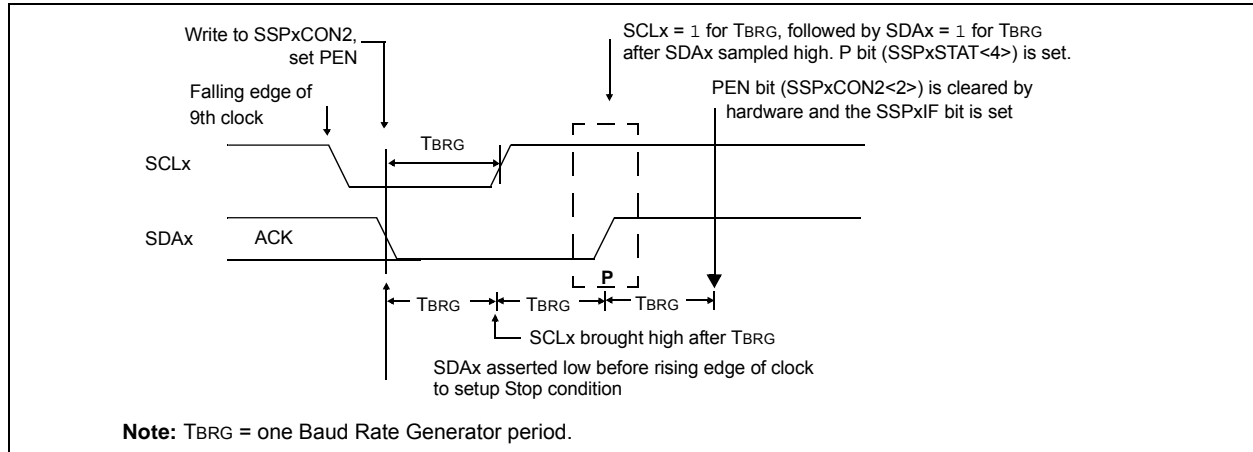 Write to SSPxCON2,
set PEN
SCLx = 1 for TBRG, followed by SDAx = 1 for TBRG
after SDAx sampled high. P bit (SSPxSTAT<4>) is set.
Falling edge of
9th clock
PEN bit (SSPxCON2<2>) is cleared by
hardware and the SSPxIF bit is set
TBRG
SCLx
SDAx
ACK
P
TBRG
TBRG
TBRG
SCLx brought high after TBRG
SDAx asserted low before rising edge of clock
to setup Stop condition
Note: TBRG = one Baud Rate Generator period.